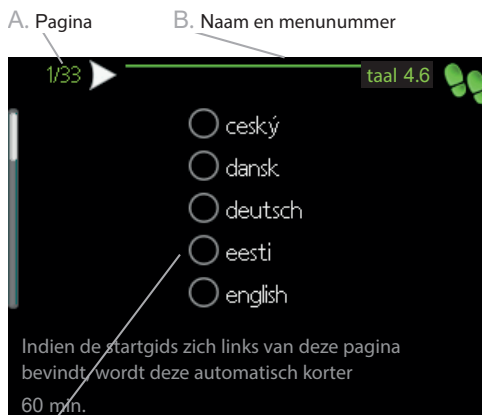 A. Pagina
B. Naam en menunummer
1/33
taal 4.6
ceský
dansk
deutsch
eesti
english
Indien de startgids zich links van deze pagina
bevindt, wordt deze automatisch korter
60 min.